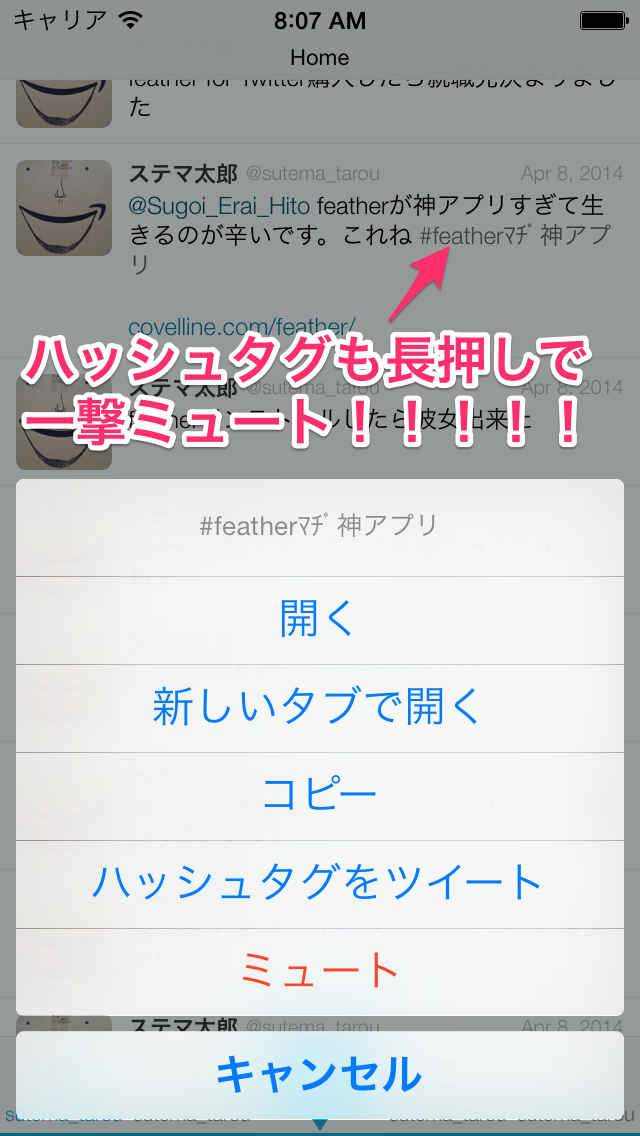 キャリア 8:07 AM
Home
feather for Twitter購入したら就職先決まりまし
た
ステマ太郎 @sutema_tarou Apr 8, 2014
@Sugoi_Erai_Hito featherが神アプリすぎて生
きるのが辛いです。これね #featherﾏﾁﾞ神アプ
リ
covelline.com/feather/
ハッシュタグも長押しで
一撃ミュート！！！！！
ステマ太郎 @sutema_tarou Apr 8, 2014
したら彼女出来た
#featherﾏﾁﾞ神アプリ
開く
新しいタブで開く
コピー
ハッシュタグをツイート
ミュート
ステマ太郎 @sutema_tarou Apr 8, 2014
キャンセル
sutema_tarou sutema_tarou sutema_tarou sutema_tarou